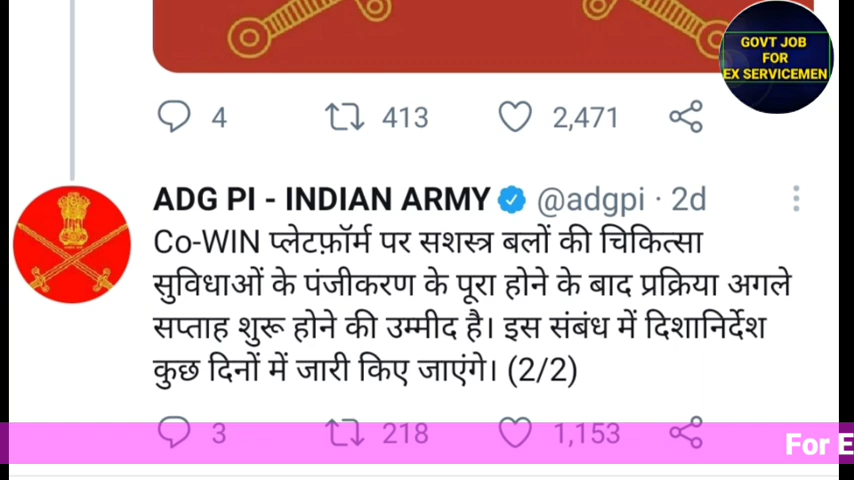 GOVT JOB
FOR
EX SERVICEMEN
4 413 2,471
ADG PI - INDIAN ARMY @adgpi · 2d
Co-WIN प्लेटफ़ॉर्म पर सशस्त्र बलों की चिकित्सा
सुविधाओं के पंजीकरण के पूरा होने के बाद प्रक्रिया अगले
सप्ताह शुरू होने की उम्मीद है। इस संबंध में दिशानिर्देश
कुछ दिनों में जारी किए जाएंगे। (2/2)
3 218 1,153
For E